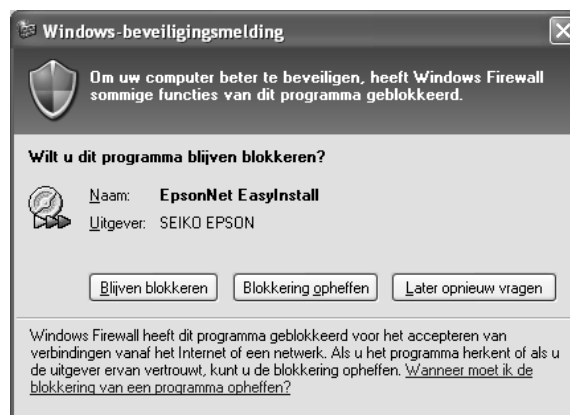 Windows-beveiligingsmelding
Om uw computer beter te beveiligen, heeft Windows Firewall
sommige functies van dit programma geblokkeerd.
Wilt u dit programma blijven blokkeren?
Naam: EpsonNet EasyInstall
Uitgever: SEIKO EPSON
Blijven blokkeren Blokkering opheffen Later opnieuw vragen
Windows Firewall heeft dit programma geblokkeerd voor het accepteren van
verbindingen vanaf het Internet of een netwerk. Als u het programma herkent of als u
de uitgever ervan vertrouwt, kunt u de blokkering opheffen. Wanneer moet ik de
blokkering van een programma opheffen?